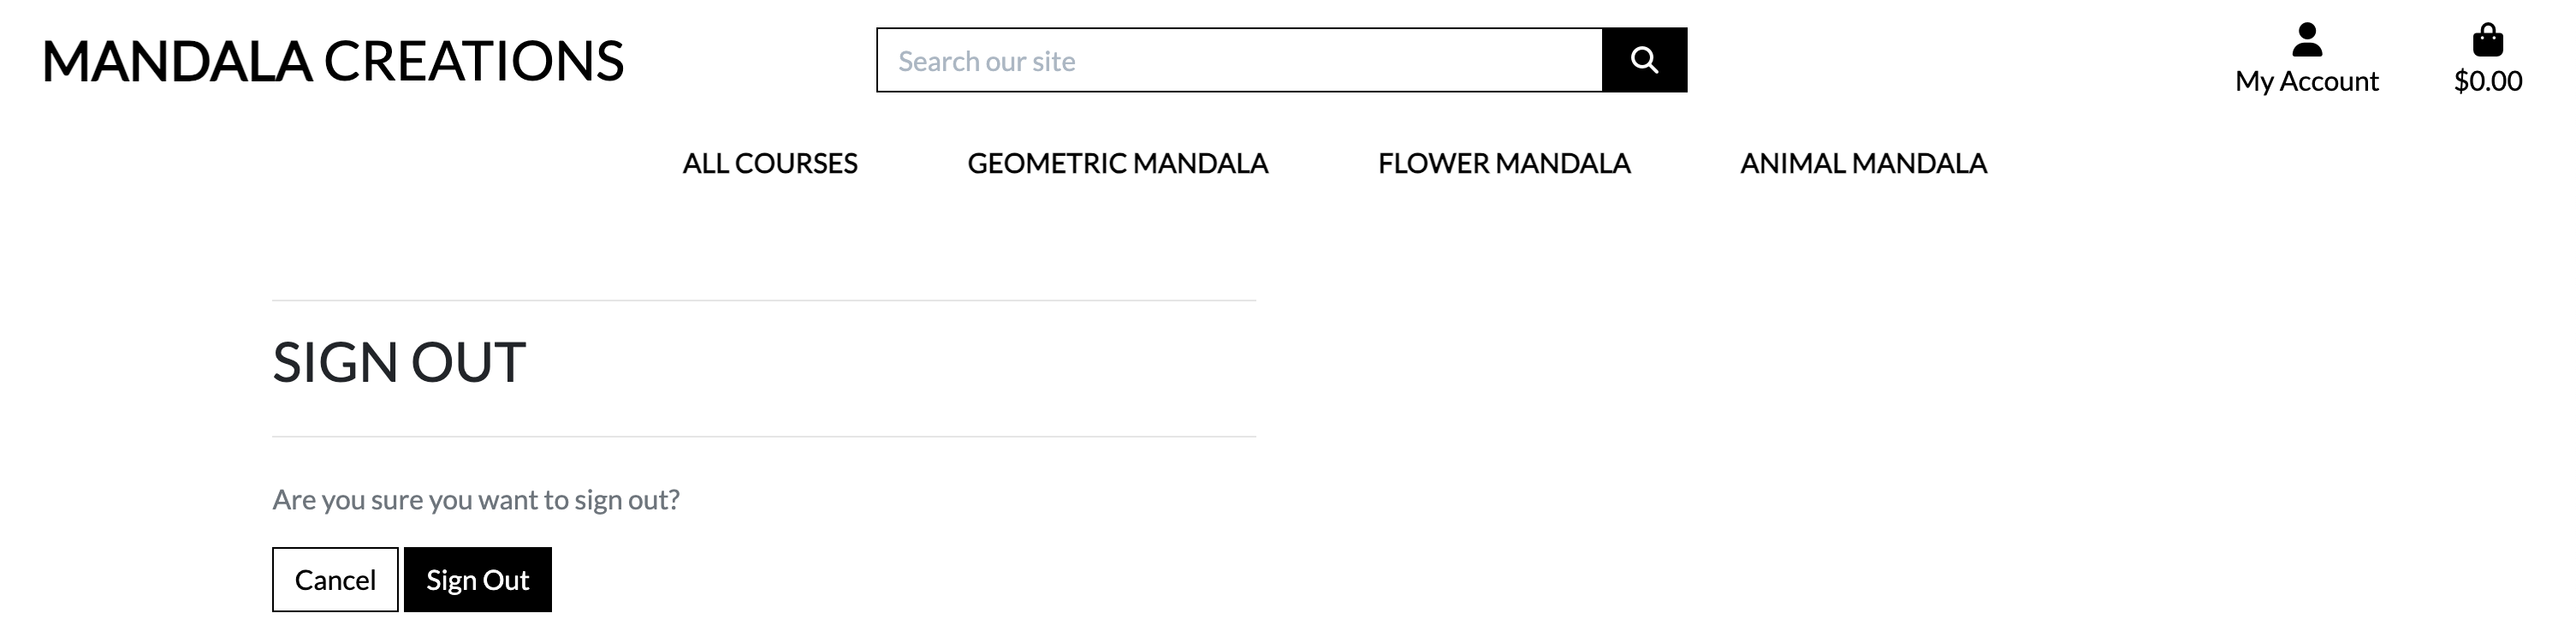 MANDALA CREATIONS
Search our site
My Account
$0.00
ALL COURSES
GEOMETRIC MANDALA
FLOWER MANDALA
ANIMAL MANDALA
SIGN OUT
Are you sure you want to sign out?
Cancel
Sign Out